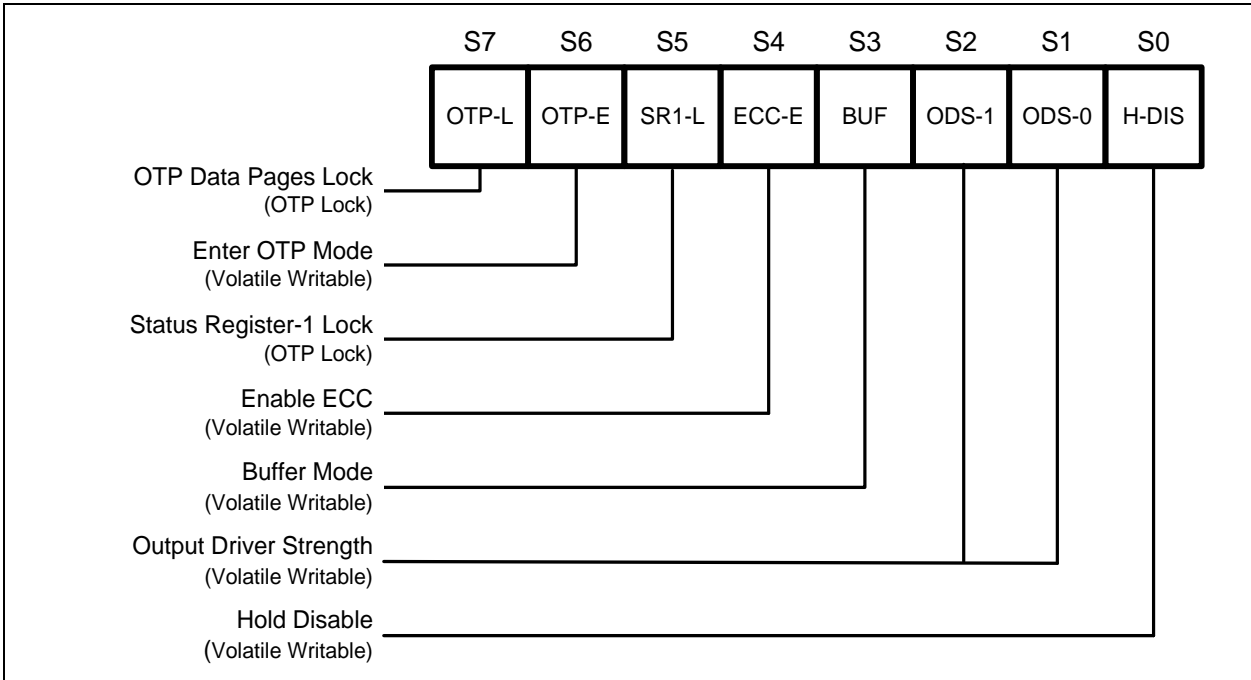 S7 S6 S5 S4 S3 S2 S1 S0
OTP-L OTP-E SR1-L ECC-E BUF ODS-1 ODS-0 H-DIS
OTP Data Pages Lock
(OTP Lock)
Enter OTP Mode
(Volatile Writable)
Status Register-1 Lock
(OTP Lock)
Enable ECC
(Volatile Writable)
Buffer Mode
(Volatile Writable)
Output Driver Strength
(Volatile Writable)
Hold Disable
(Volatile Writable)